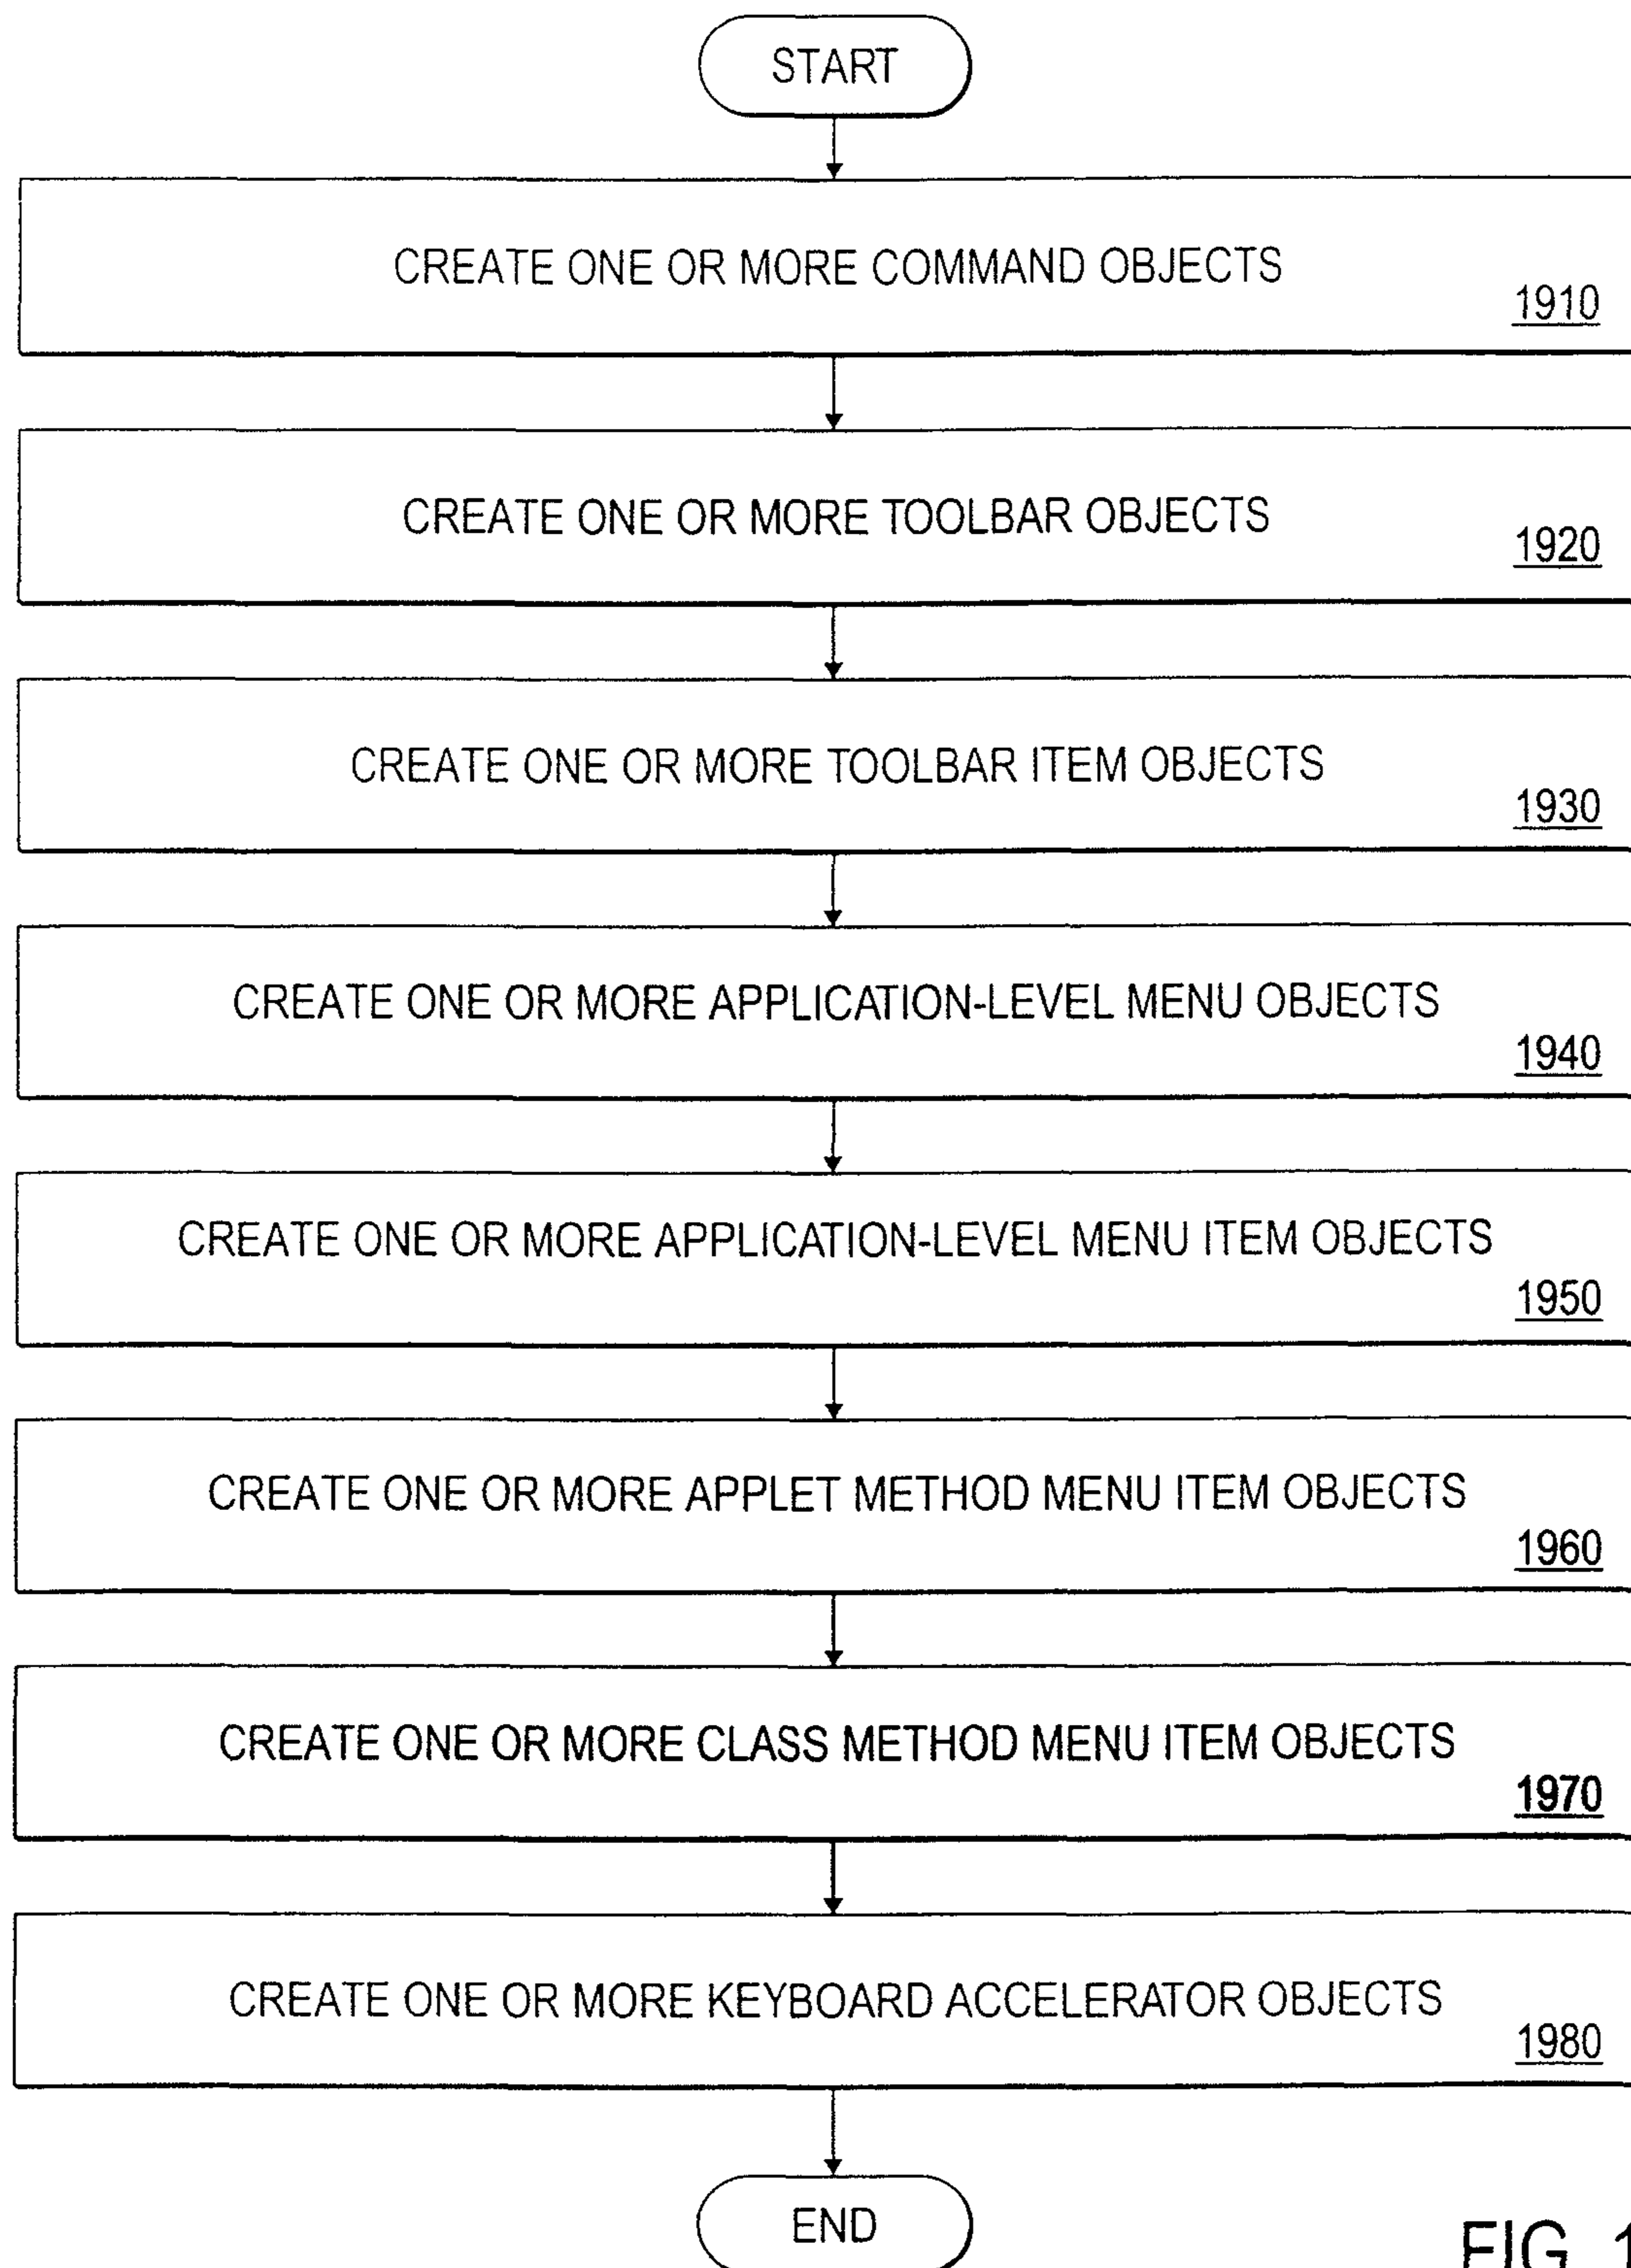 START
CREATE ONE OR MORE COMMAND OBJECTS
1910
CREATE ONE OR MORE TOOLBAR OBJECTS
1920
CREATE ONE OR MORE TOOLBAR ITEM OBJECTS
1930
CREATE ONE OR MORE APPLICATION-LEVEL MENU OBJECTS
1940
CREATE ONE OR MORE APPLICATION-LEVEL MENU ITEM OBJECTS
1950
CREATE ONE OR MORE APPLET METHOD MENU ITEM OBJECTS
1960
CREATE ONE OR MORE CLASS METHOD MENU ITEM OBJECTS
1970
CREATE ONE OR MORE KEYBOARD ACCELERATOR OBJECTS
1980
END
FIG.